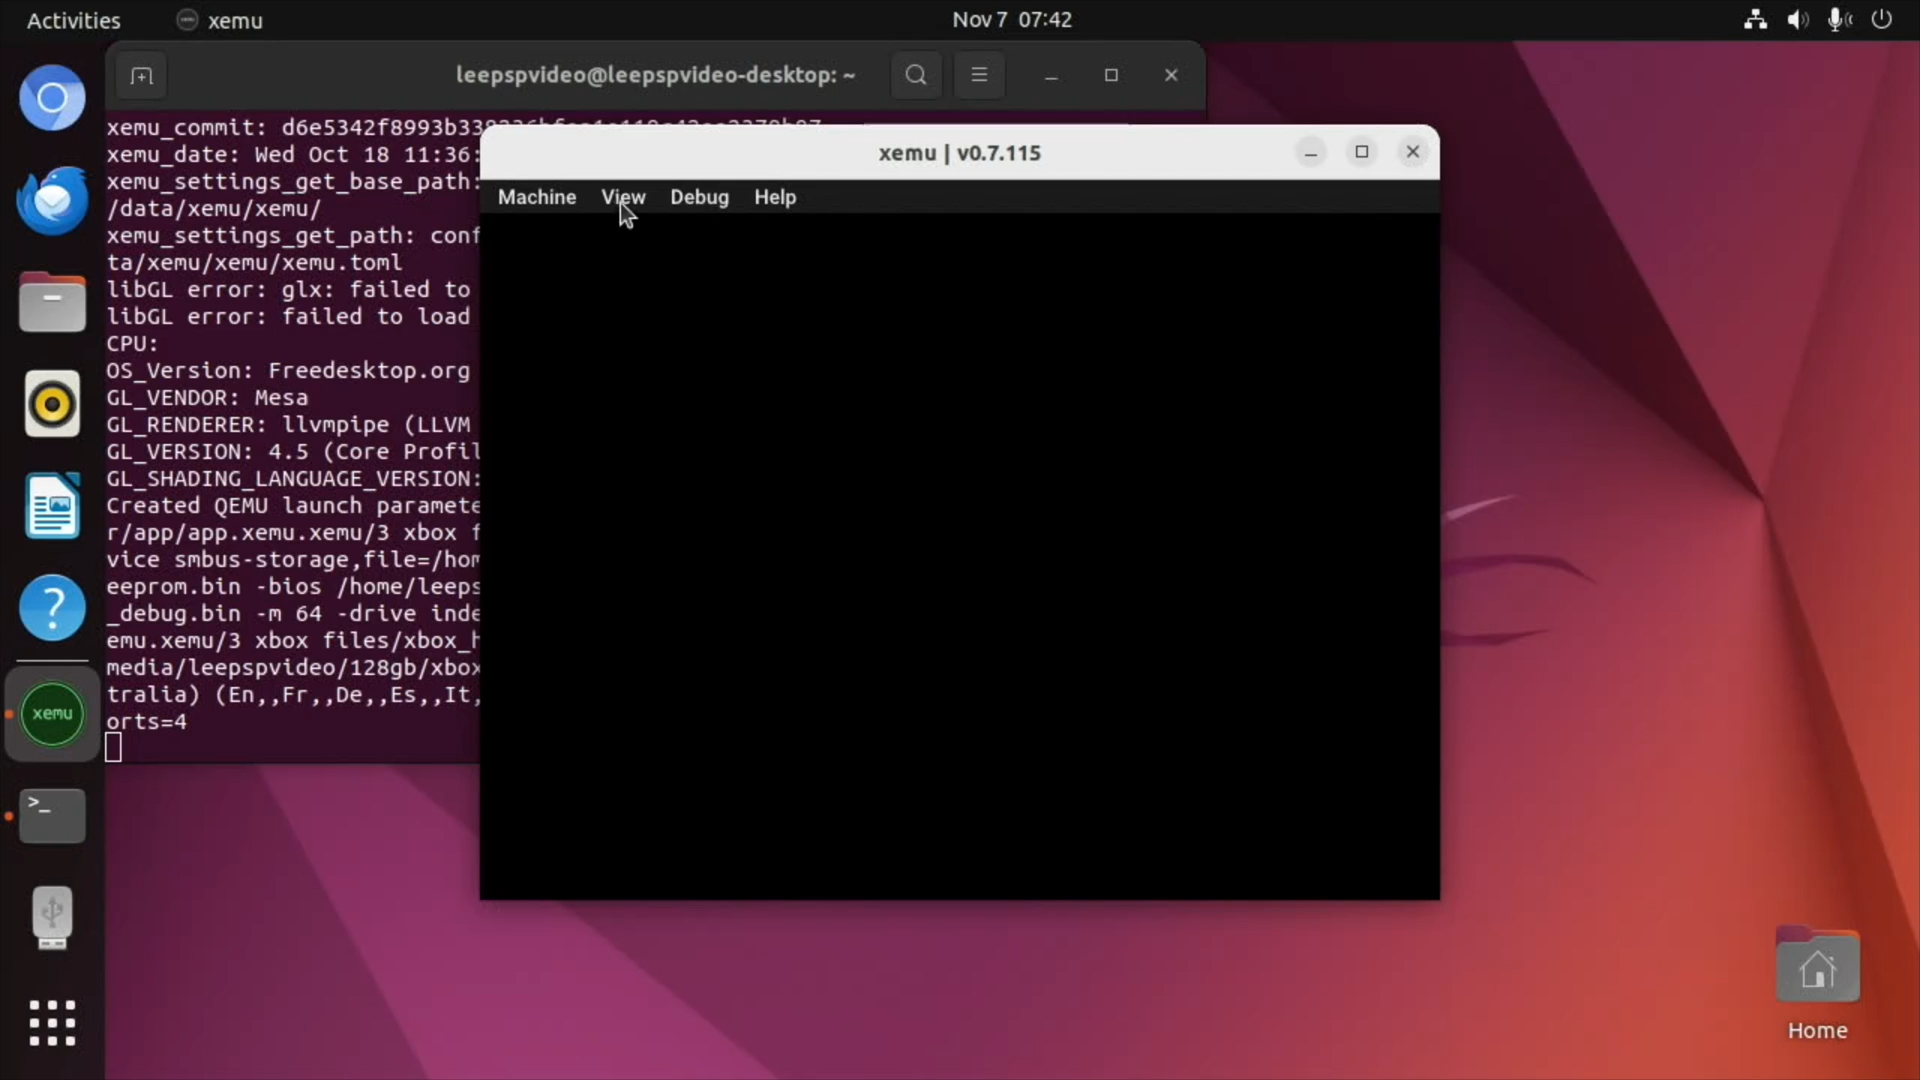 Activities
xemu
Nov 7 07:42
leepspvideo@leepspvideo-desktop: ~
xemu_commit: d6e5342f8993b33
xemu_date: Wed Oct 18 11:36:
xemu_settings_get_base_path:
/data/xemu/xemu/
xemu_settings_get_path: conf
ta/xemu/xemu/xemu.toml
libGL error: glx: failed to
libGL error: failed to load
CPU:
OS_Version: Freedesktop.org
GL_VENDOR: Mesa
GL_RENDERER: llvmpipe (LLVM
GL_VERSION: 4.5 (Core Profil
GL_SHADING_LANGUAGE_VERSION:
Created QEMU launch paramete
r/app/app.xemu.xemu/3 xbox f
vice smbus-storage,file=/hom
eeprom.bin -bios /home/leeps
_debug.bin -m 64 -drive inde
emu.xemu/3 xbox files/xbox_h
media/leepspvideo/128gb/xbox
tralia) (En,,Fr,,De,,Es,,It,
orts=4
xemu | v0.7.115
Machine View Debug Help
xemu
>_
Home